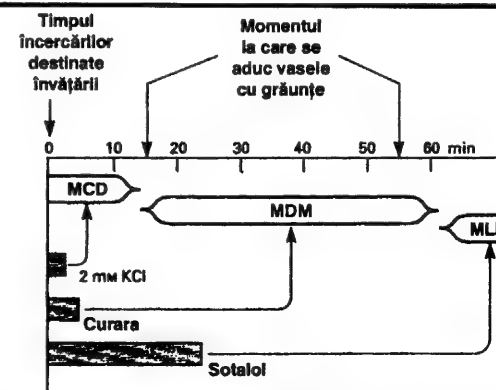 Timpul
încercărilor
destinate
învățării
Momentul
la care se
aduc vasele
cu grăunțe
0 10 20 30 40 50 60 min
MCD
MDM
ML
2 mM KCl
Curara
Sotalol